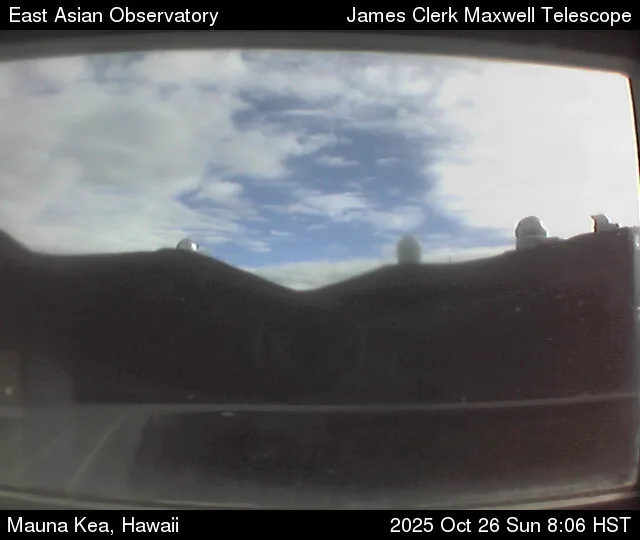 East Asian Observatory
James Clerk Maxwell Telescope
Mauna Kea, Hawaii
2025 Oct 26 Sun 8:06 HST